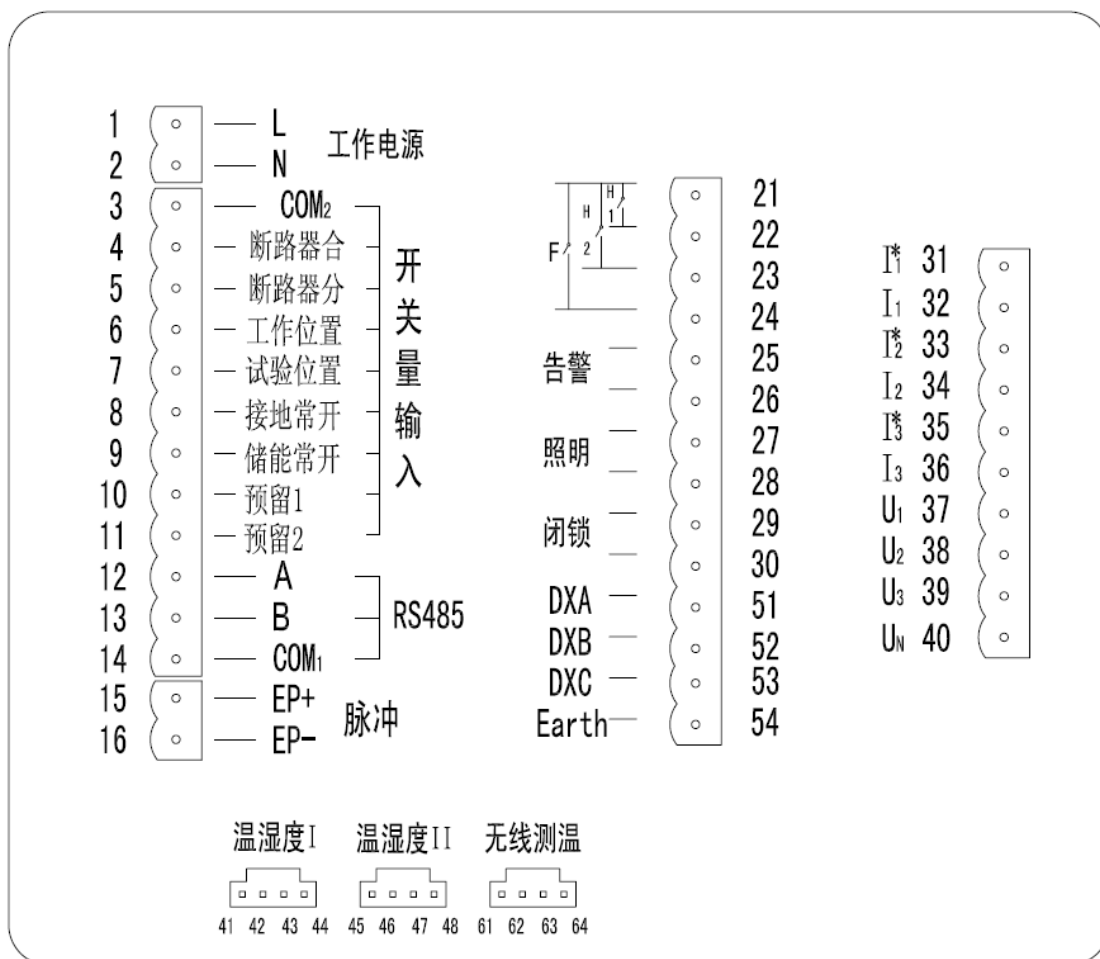 1 L
工作电源
2 N
3 COM₂
4 断路器合
5 断路器分
6 工作位置
7 试验位置
8 接地常开
9 储能常开
10 预留1
11 预留2
开关量输入
12 A
13 B
14 COM₁
RS485
15 EP+
16 EP-
脉冲
H 1
H 2
F
21
22
23
24
告警
25
26
照明
27
28
闭锁
29
30
DXA 51
DXB 52
DXC 53
Earth 54
I₁* 31
I₁ 32
I₂* 33
I₂ 34
I₃* 35
I₃ 36
U₁ 37
U₂ 38
U₃ 39
Uɴ 40
温湿度I 温湿度II 无线测温
41 42 43 44 45 46 47 48 61 62 63 64